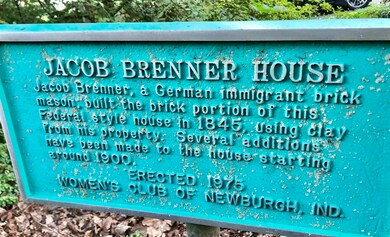 JACOB BRENNER HOUSE
Jacob Brenner, a German immigrant brick
mason, built the brick portion of this
Federal style house in 1845, using clay
from his property. Several additions
have been made to the house starting
around 1900.
ERECTED 1975
WOMEN'S CLUB OF NEWBURGH, IND.